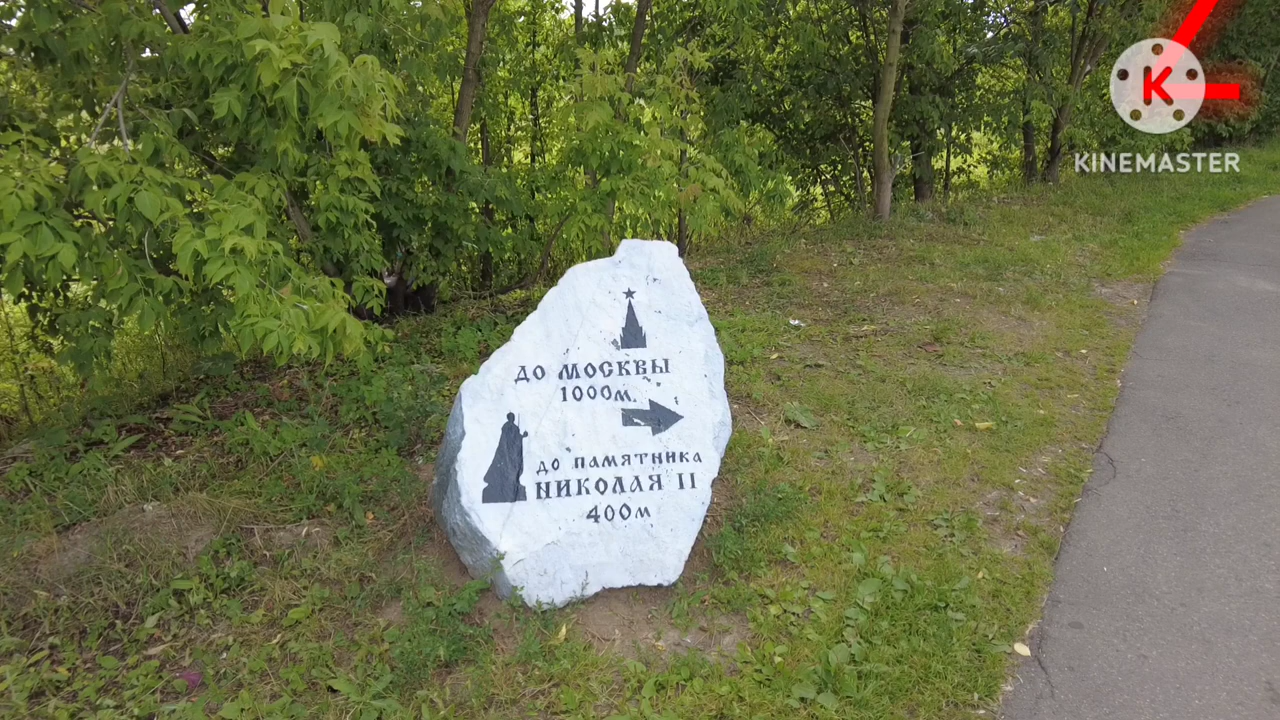 K
KINEMASTER
ДО МОСКВЫ
1000м.
ДО ПАМЯТНИКА
НИКОЛАЯ II
400м